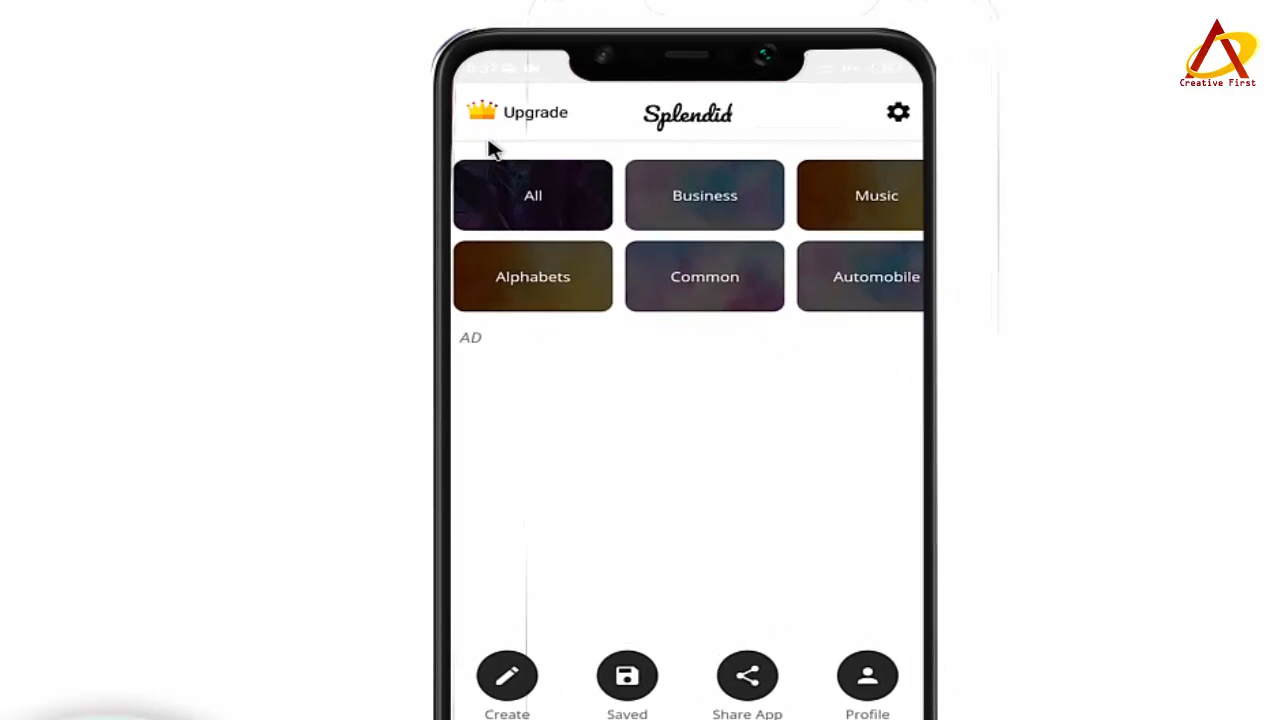 Creative First
Upgrade
Splendid
All
Business
Music
Alphabets
Common
Automobile
AD
Create
Saved
Share App
Profile